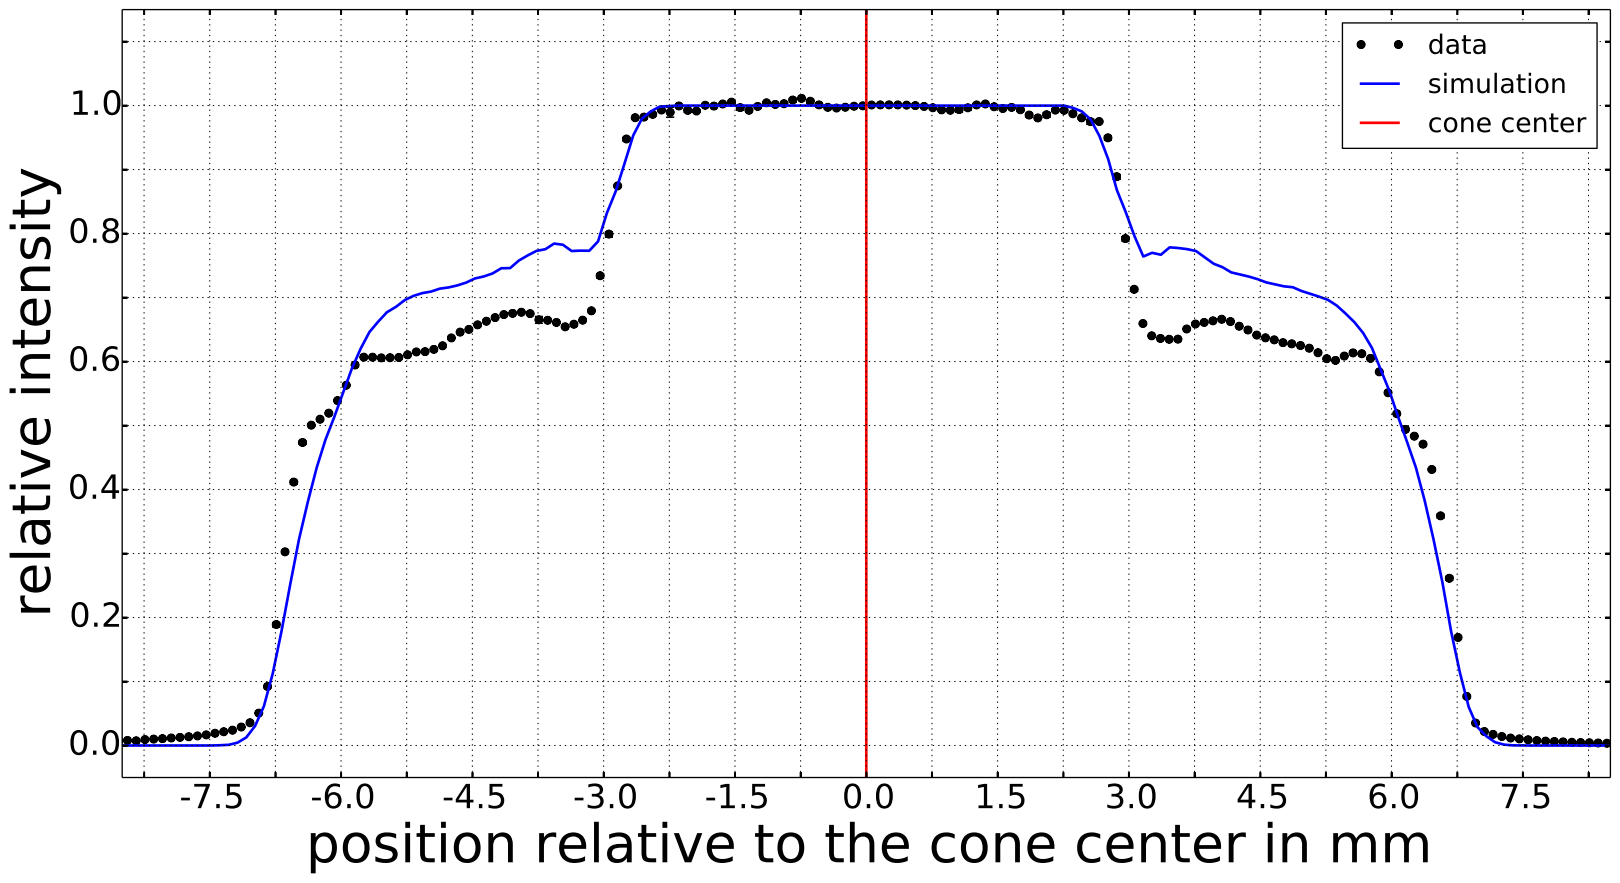 data
simulation
cone center
relative intensity
1.0
0.8
0.6
0.4
0.2
0.0
-7.5 -6.0 -4.5 -3.0 -1.5 0.0 1.5 3.0 4.5 6.0 7.5
position relative to the cone center in mm